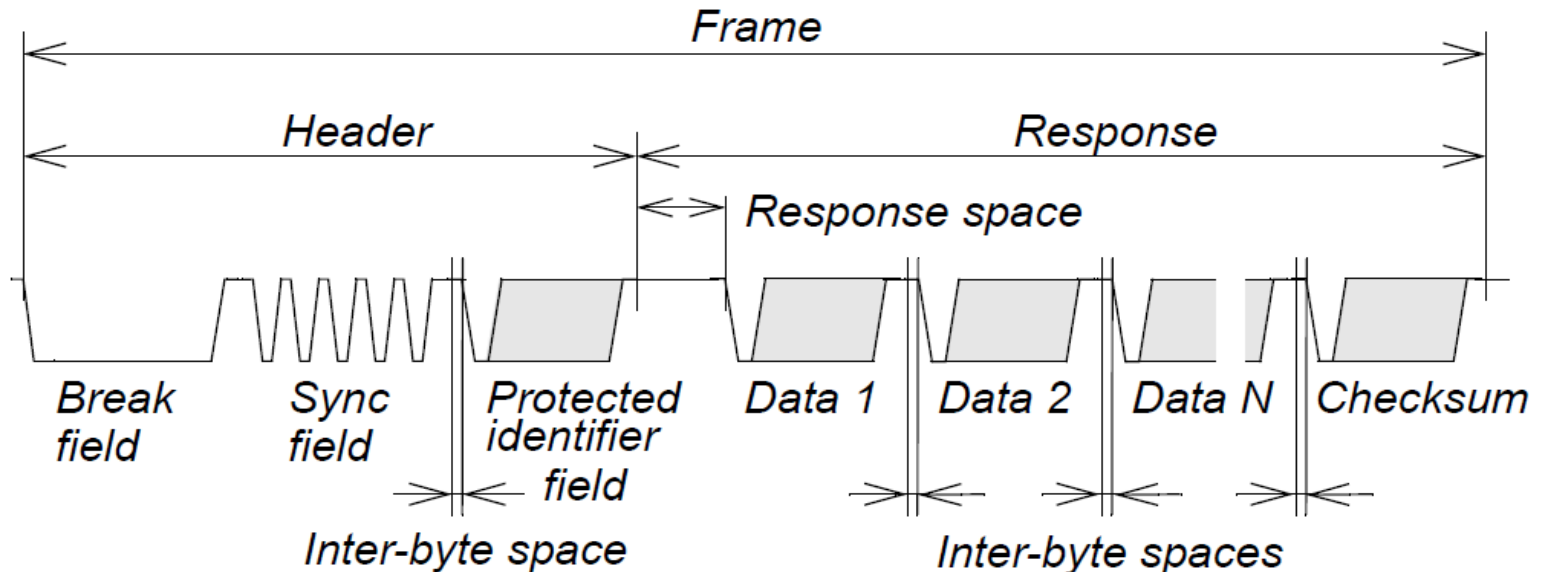 Frame
Header
Response
Response space
Break
field
Sync
field
Protected
identifier
field
Data 1
Data 2
Data N
Checksum
Inter-byte space
Inter-byte spaces